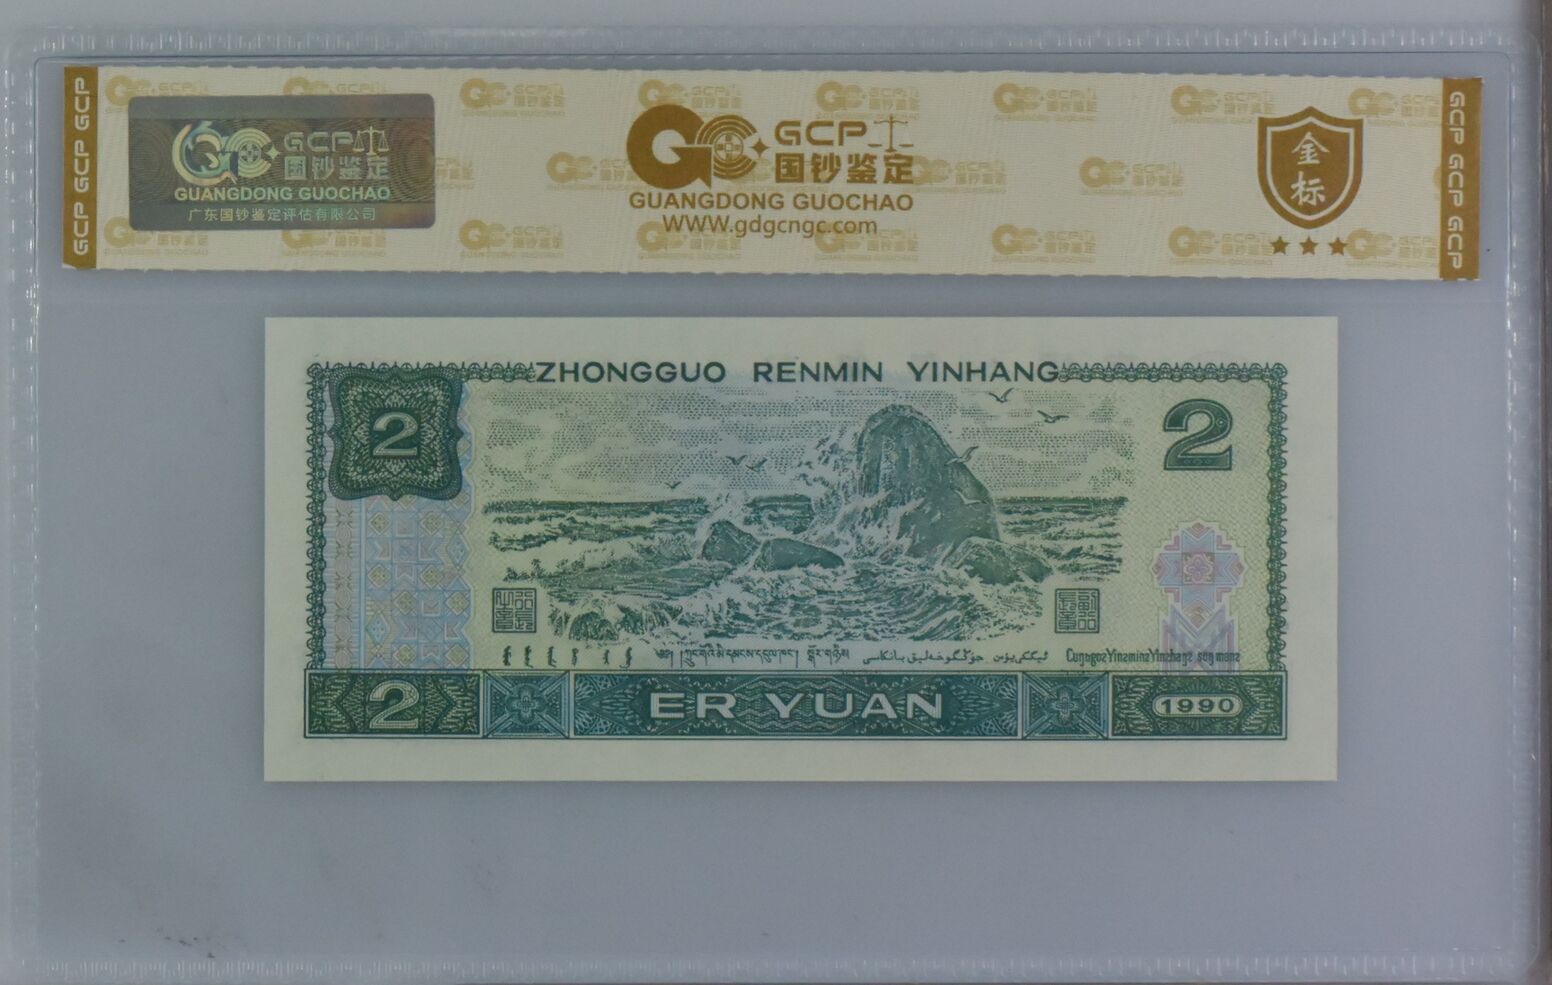 GCP GCP GCP
GCP
国钞鉴定
GUANGDONG GUOCHAO
广东国钞鉴定评估有限公司
GCP
国钞鉴定
GUANGDONG GUOCHAO
WWW.gdgcngc.com
金
标
GCP GCP GCP
ZHONGGUO RENMIN YINHANG
2
2
2
ER YUAN
1990